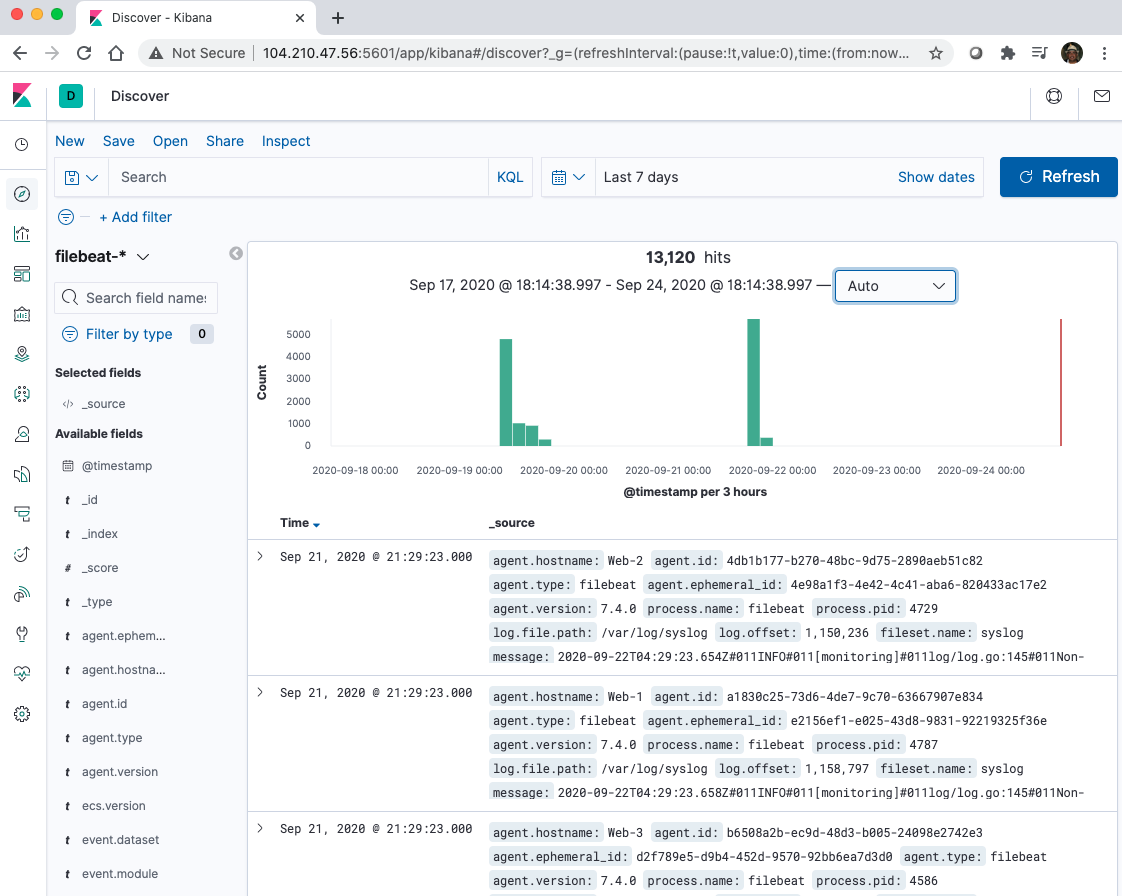 Discover - Kibana
Not Secure 104.210.47.56:5601/app/kibana#/discover?_g=(refreshInterval:(pause:!t,value:0),time:(from:now...
D Discover
New Save Open Share Inspect
Search KQL Last 7 days Show dates Refresh
+ Add filter
filebeat-*
Search field names
Filter by type 0
Selected fields
</> _source
Available fields
@timestamp
t _id
t _index
# _score
t _type
t agent.ephem...
t agent.hostna...
t agent.id
t agent.type
t agent.version
t ecs.version
t event.dataset
t event.module
13,120 hits
Sep 17, 2020 @ 18:14:38.997 - Sep 24, 2020 @ 18:14:38.997 — Auto
Count
5000
4000
3000
2000
1000
0
2020-09-18 00:00 2020-09-19 00:00 2020-09-20 00:00 2020-09-21 00:00 2020-09-22 00:00 2020-09-23 00:00 2020-09-24 00:00
@timestamp per 3 hours
Time _source
Sep 21, 2020 @ 21:29:23.000 agent.hostname: Web-2 agent.id: 4db1b177-b270-48bc-9d75-2890aeb51c82
agent.type: filebeat agent.ephemeral_id: 4e98a1f3-4e42-4c41-aba6-820433ac17e2
agent.version: 7.4.0 process.name: filebeat process.pid: 4729
log.file.path: /var/log/syslog log.offset: 1,150,236 fileset.name: syslog
message: 2020-09-22T04:29:23.654Z#011INFO#011[monitoring]#011log/log.go:145#011Non-
Sep 21, 2020 @ 21:29:23.000 agent.hostname: Web-1 agent.id: a1830c25-73d6-4de7-9c70-63667907e834
agent.type: filebeat agent.ephemeral_id: e2156ef1-e025-43d8-9831-92219325f36e
agent.version: 7.4.0 process.name: filebeat process.pid: 4787
log.file.path: /var/log/syslog log.offset: 1,158,797 fileset.name: syslog
message: 2020-09-22T04:29:23.658Z#011INFO#011[monitoring]#011log/log.go:145#011Non-
Sep 21, 2020 @ 21:29:23.000 agent.hostname: Web-3 agent.id: b6508a2b-ec9d-48d3-b005-24098e2742e3
agent.ephemeral_id: d2f789e5-d9b4-452d-9570-92bb6ea7d3d0 agent.type: filebeat
agent.version: 7.4.0 process.name: filebeat process.pid: 4586